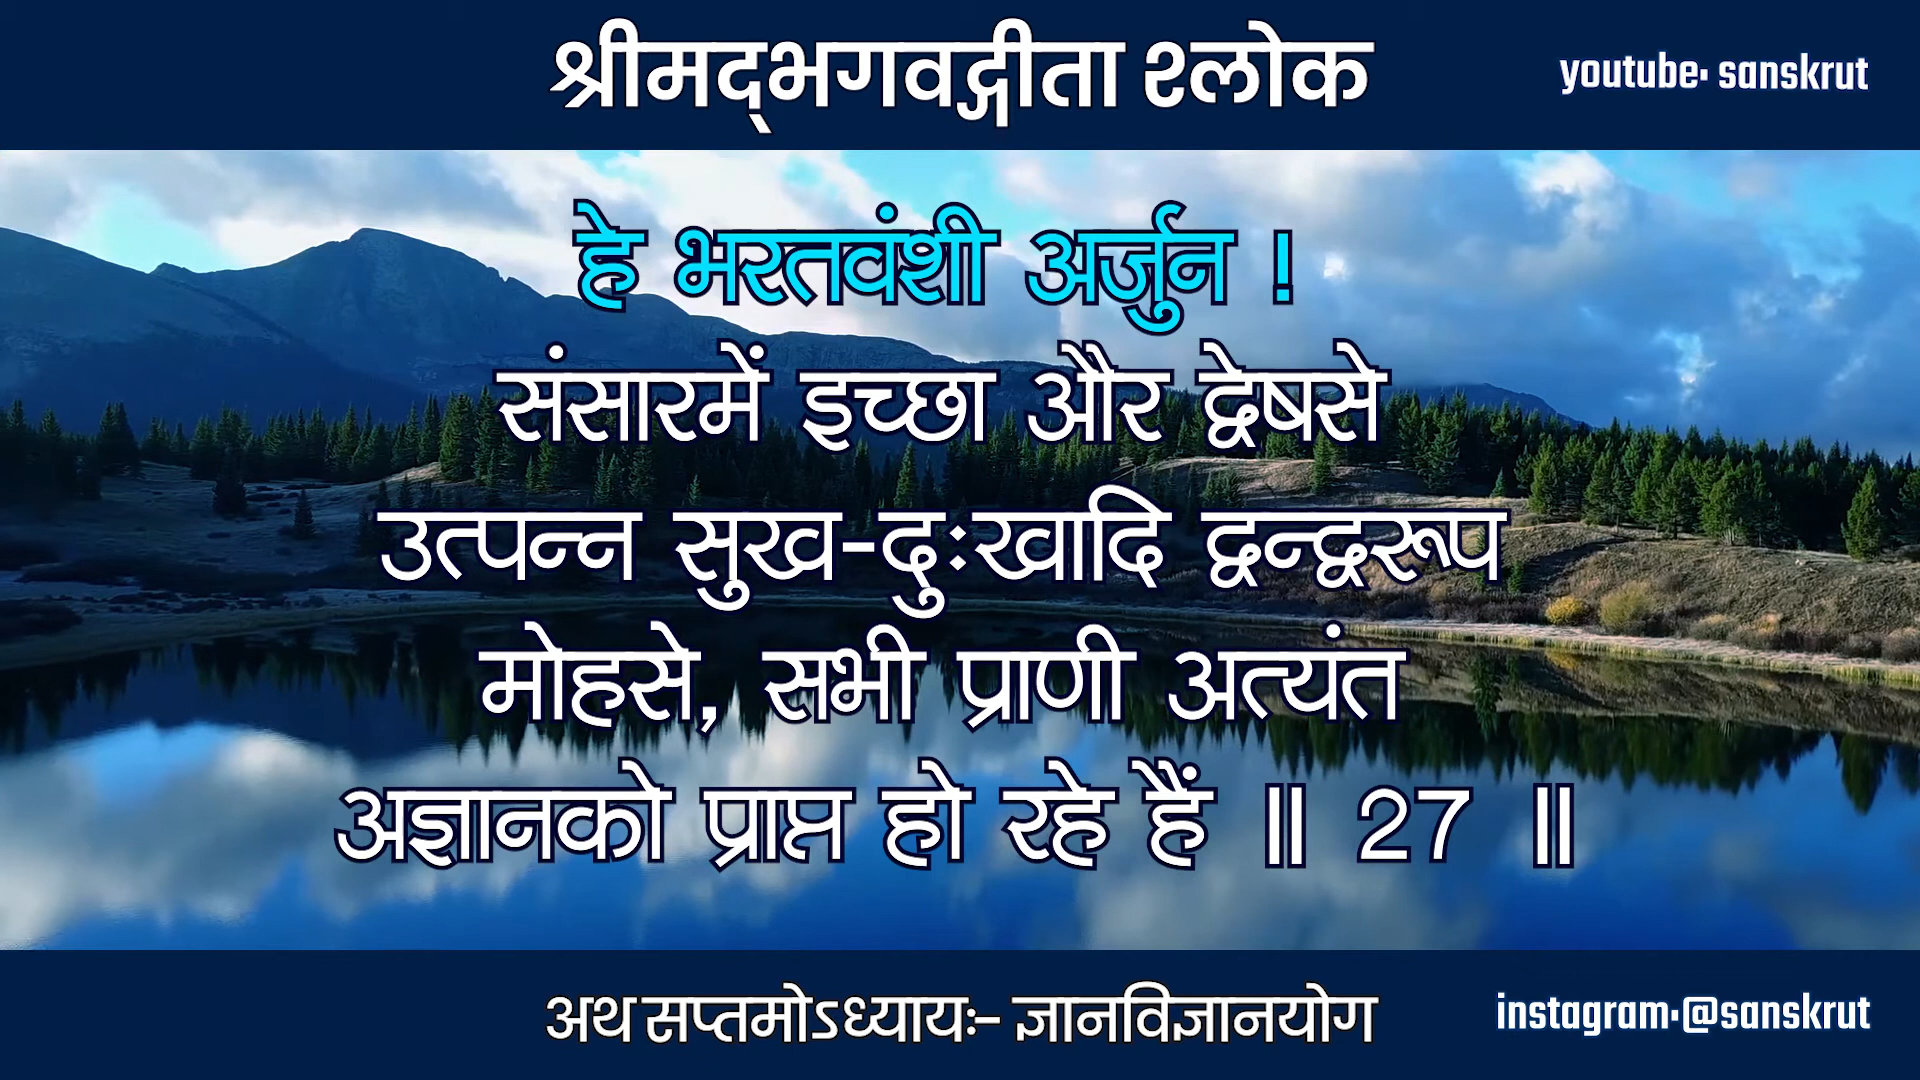 श्रीमद्‌भगवद्गीता श्लोक
youtube: sanskrut
हे भरतवंशी अर्जुन !
संसारमें इच्छा और द्वेषसे
उत्पन्न सुख-दुःखादि द्वन्द्वरूप
मोहसे, सभी प्राणी अत्यंत
अज्ञानको प्राप्त हो रहे हैं ॥ 27 ॥
अथ सप्तमोऽध्यायः- ज्ञानविज्ञानयोग
instagram:@sanskrut